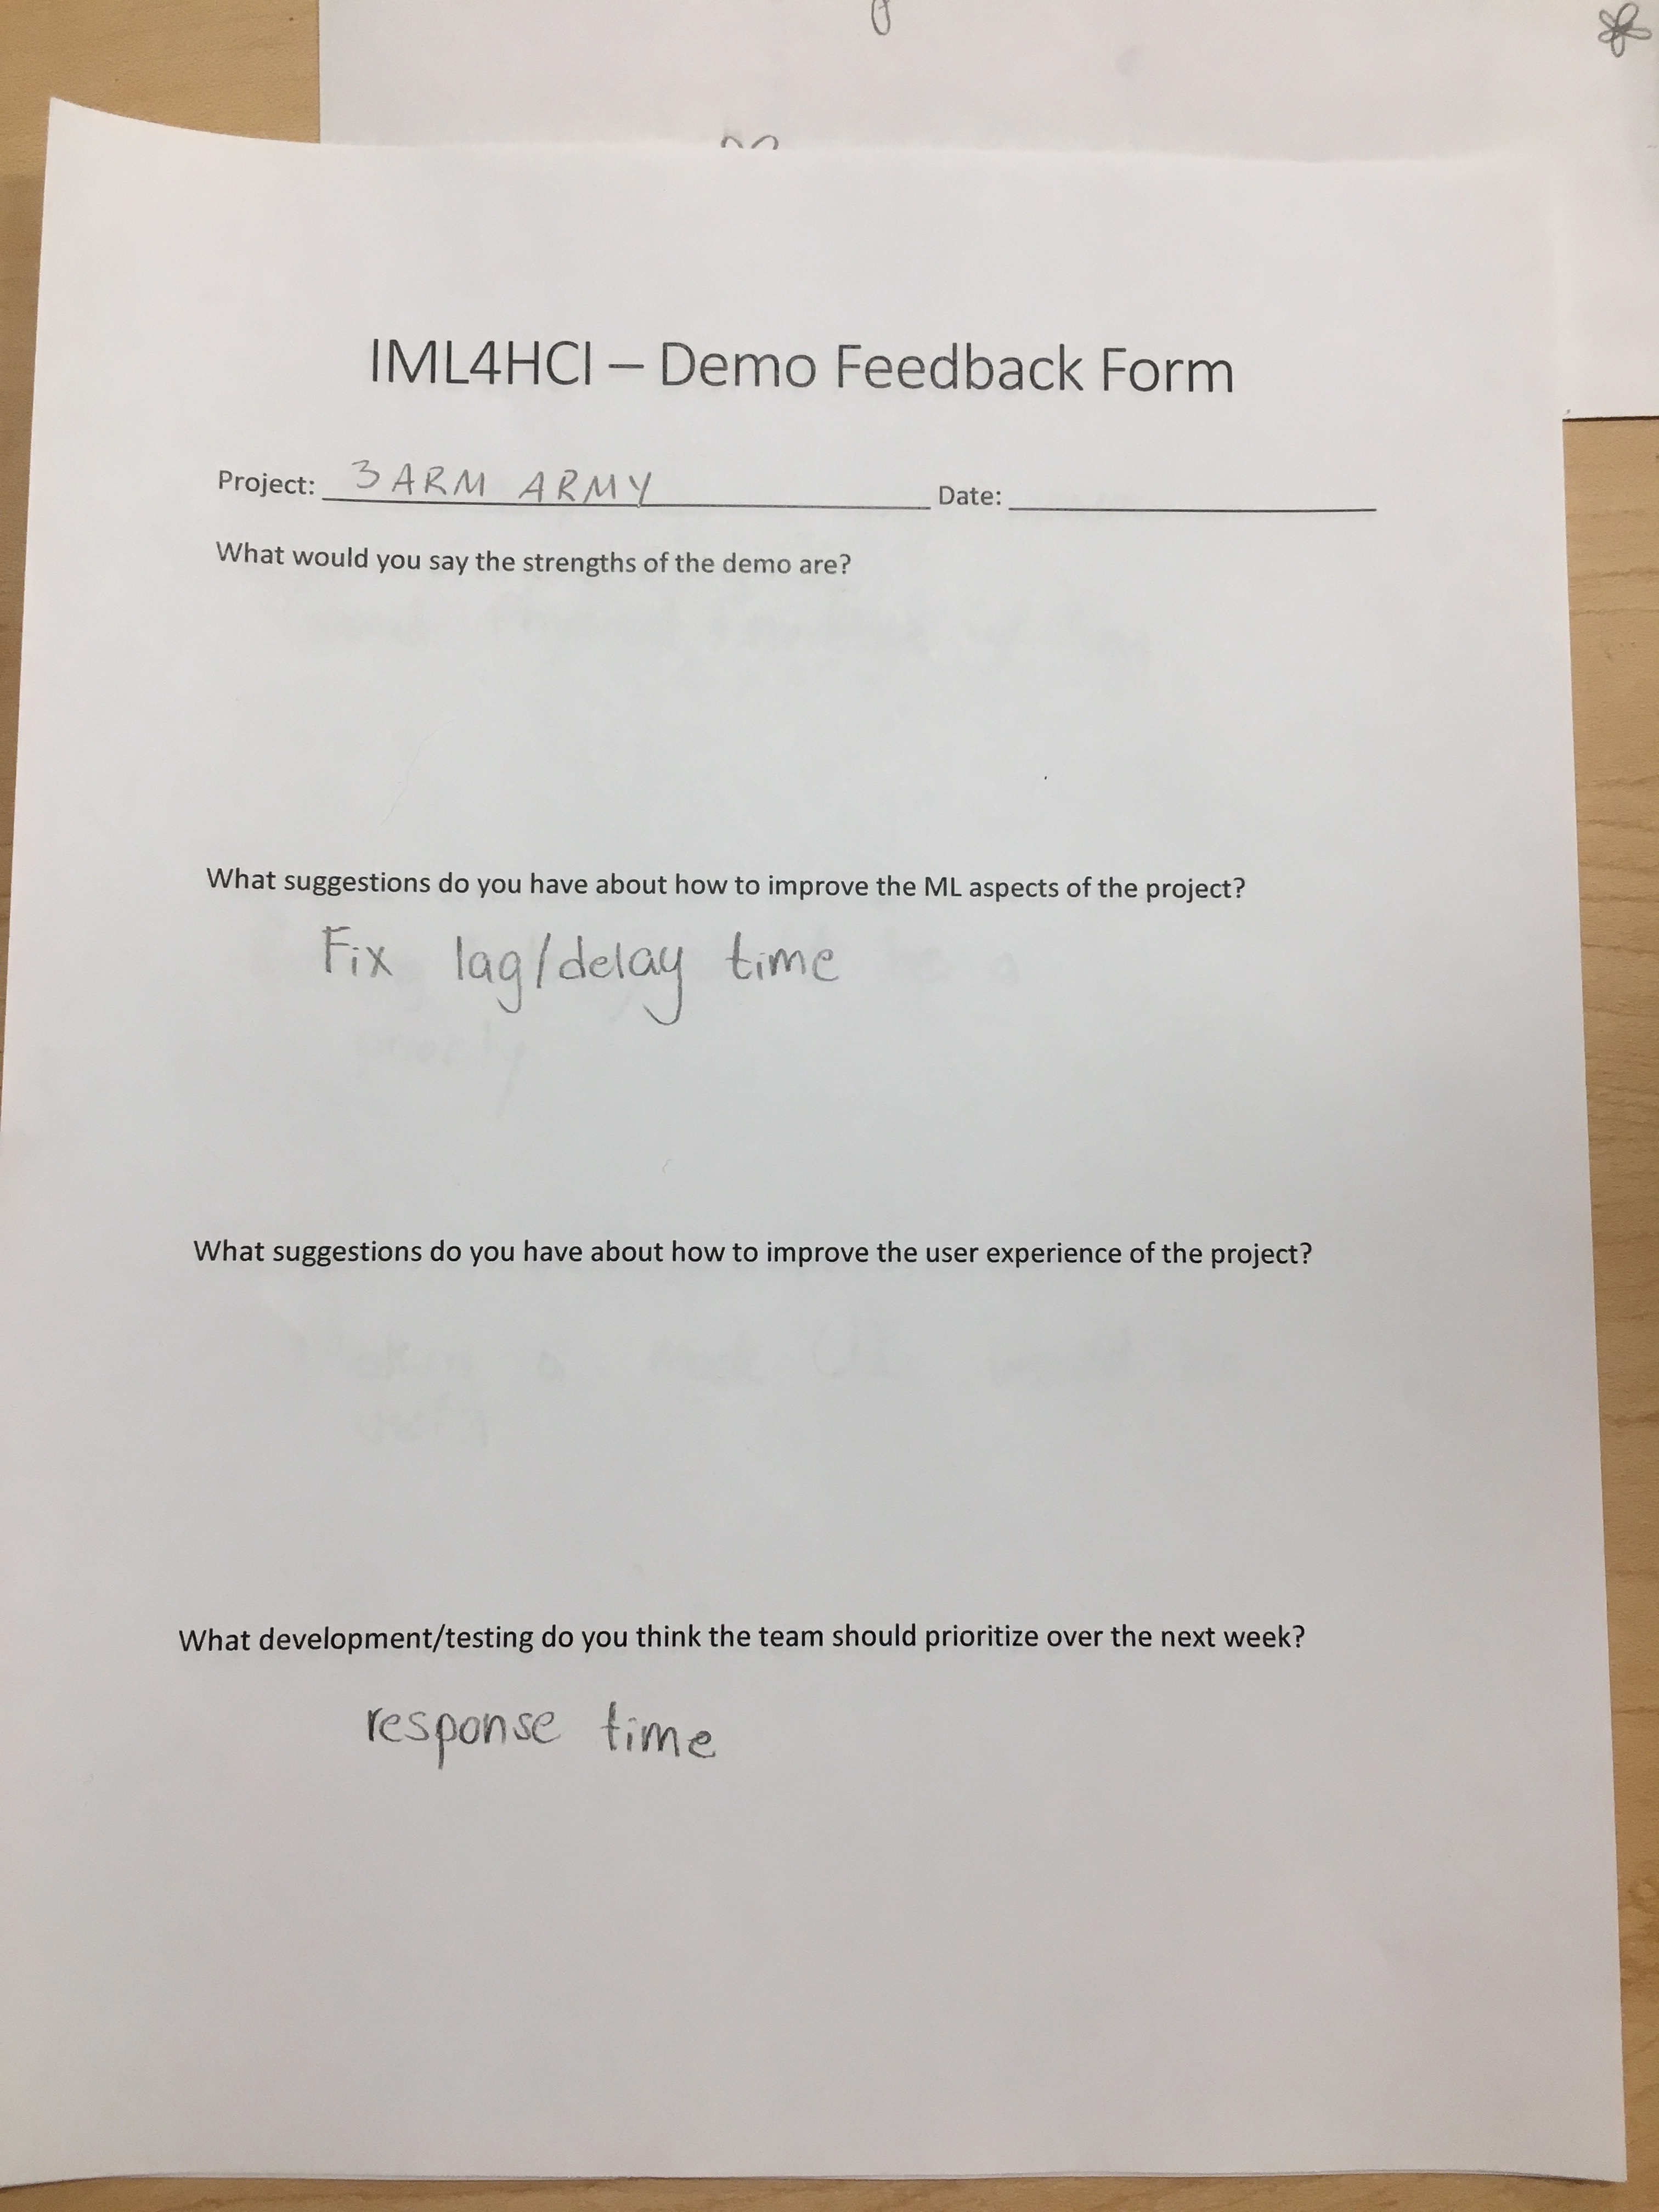 IML4HCI – Demo Feedback Form
Project: 3 ARM ARMY Date:
What would you say the strengths of the demo are?
What suggestions do you have about how to improve the ML aspects of the project?
Fix lag/delay time
What suggestions do you have about how to improve the user experience of the project?
What development/testing do you think the team should prioritize over the next week?
response time